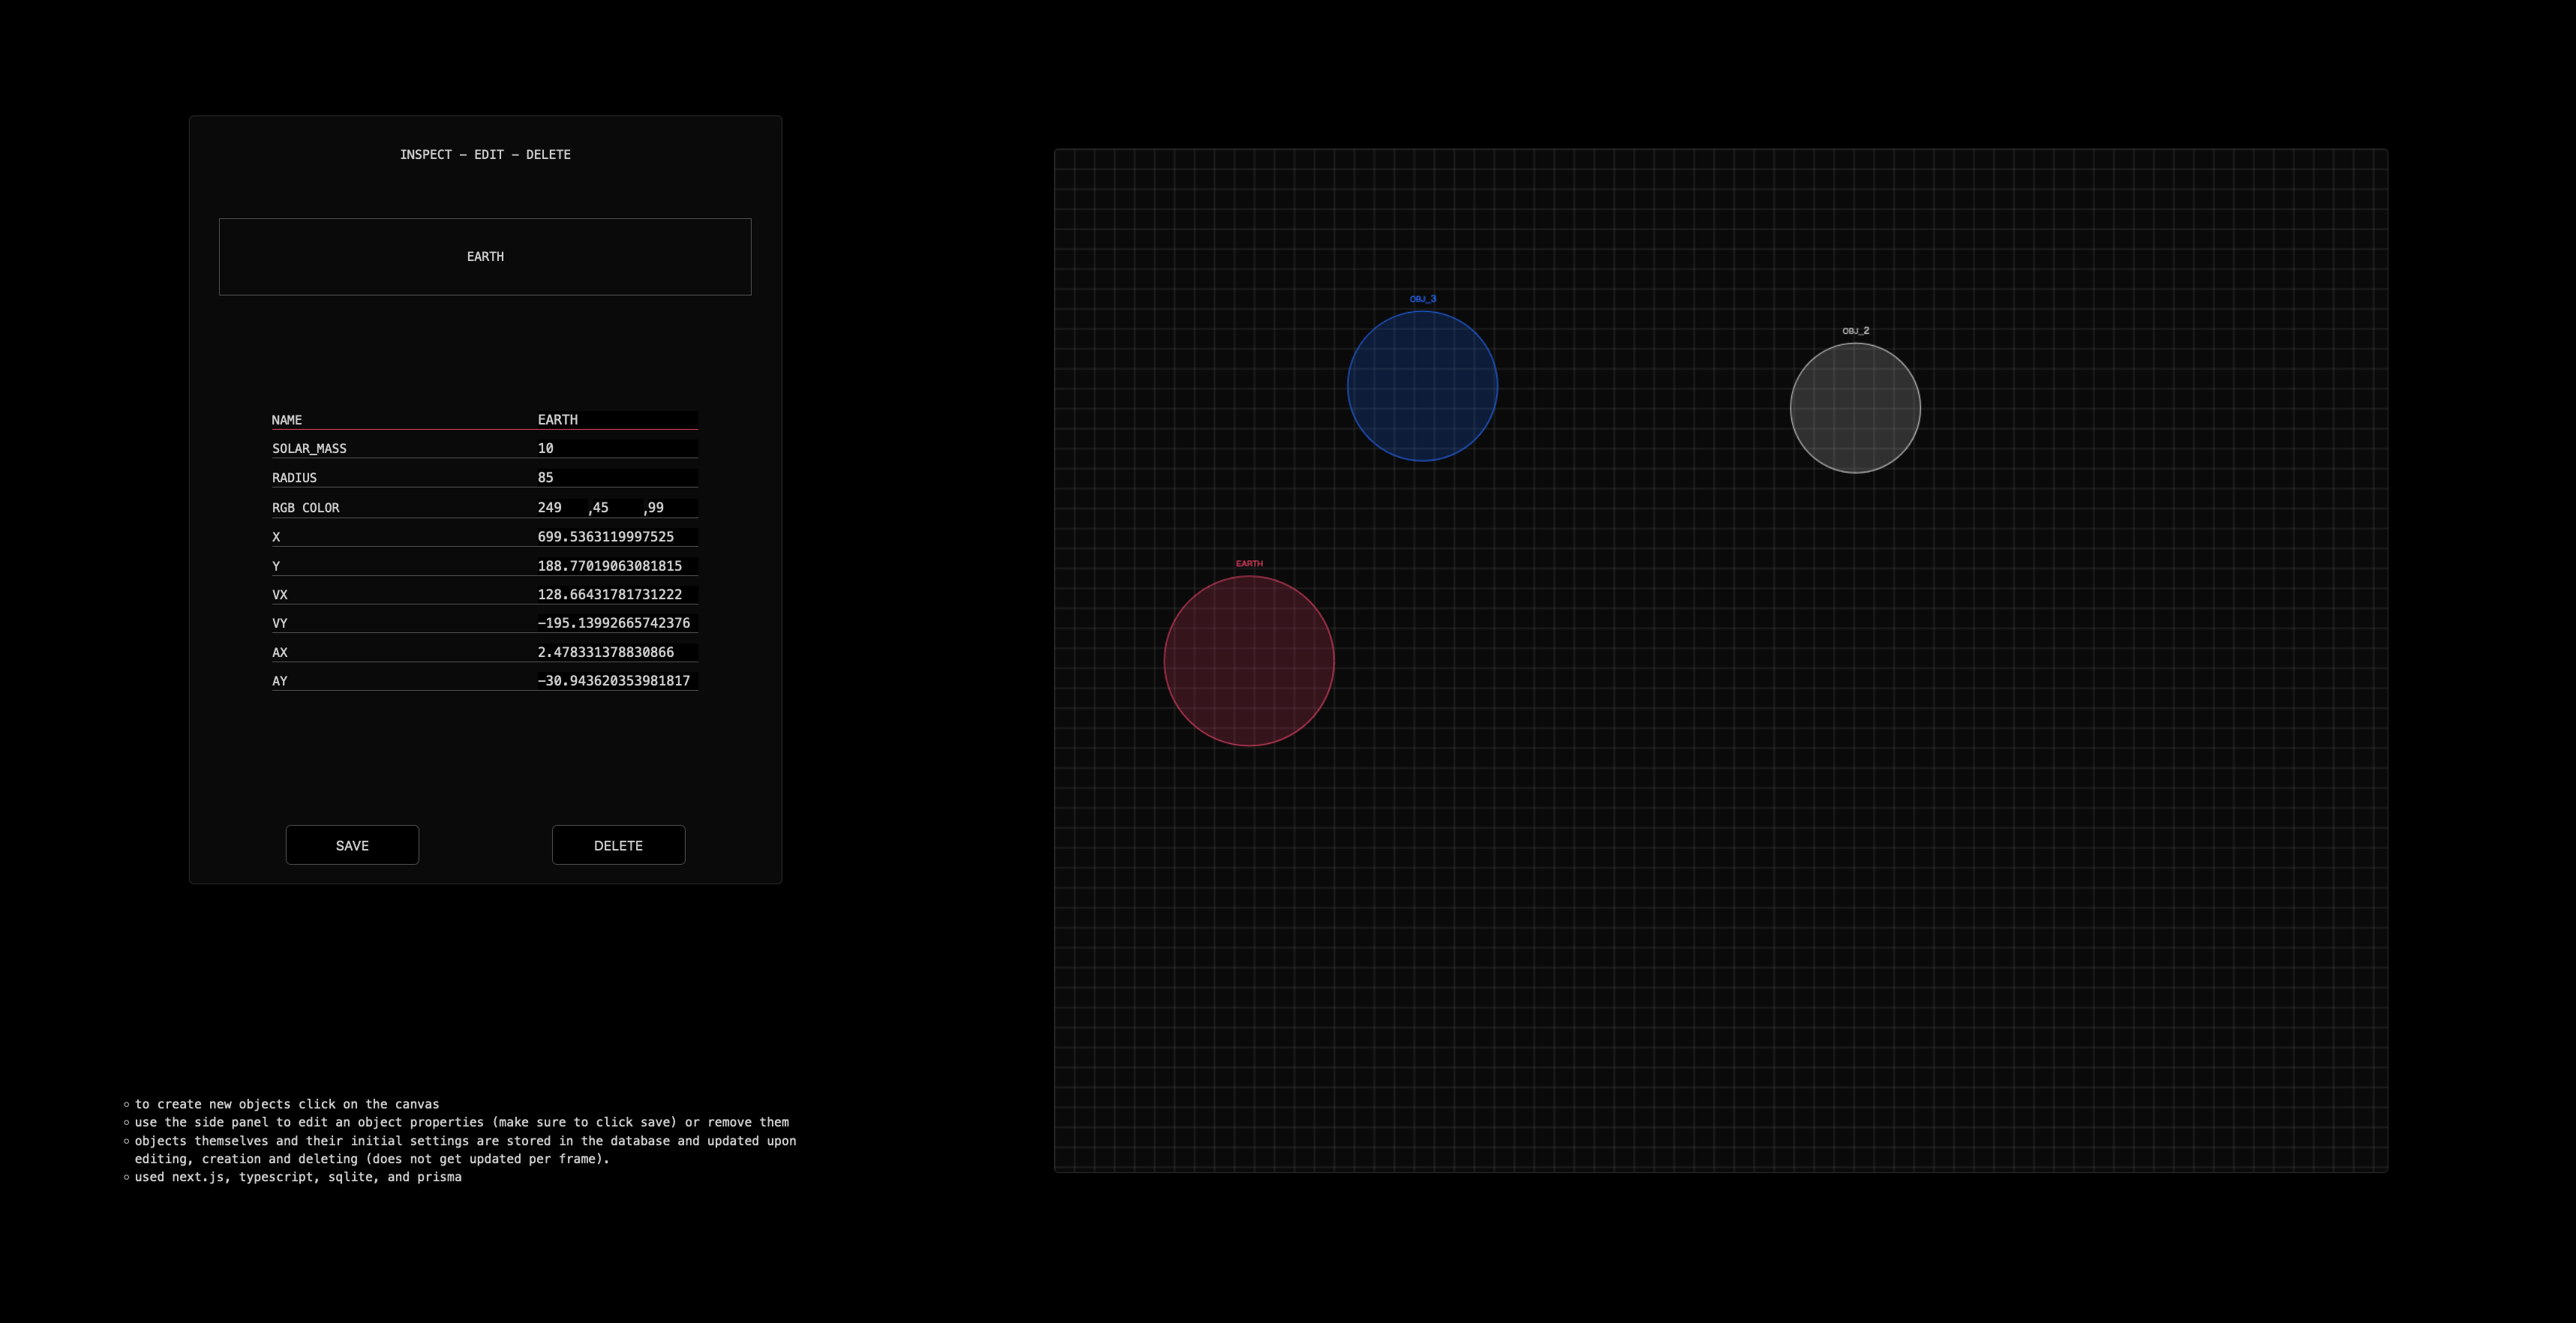 INSPECT - EDIT - DELETE
EARTH
NAME EARTH
SOLAR_MASS 10
RADIUS 85
RGB COLOR 249 ,45 ,99
X 699.5363119997525
Y 188.77019063081815
VX 128.66431781731222
VY -195.13992665742376
AX 2.478331378830866
AY -30.943620353981817
SAVE DELETE
to create new objects click on the canvas
use the side panel to edit an object properties (make sure to click save) or remove them
objects themselves and their initial settings are stored in the database and updated upon
editing, creation and deleting (does not get updated per frame).
used next.js, typescript, sqlite, and prisma
OBJ_3
OBJ_2
EARTH